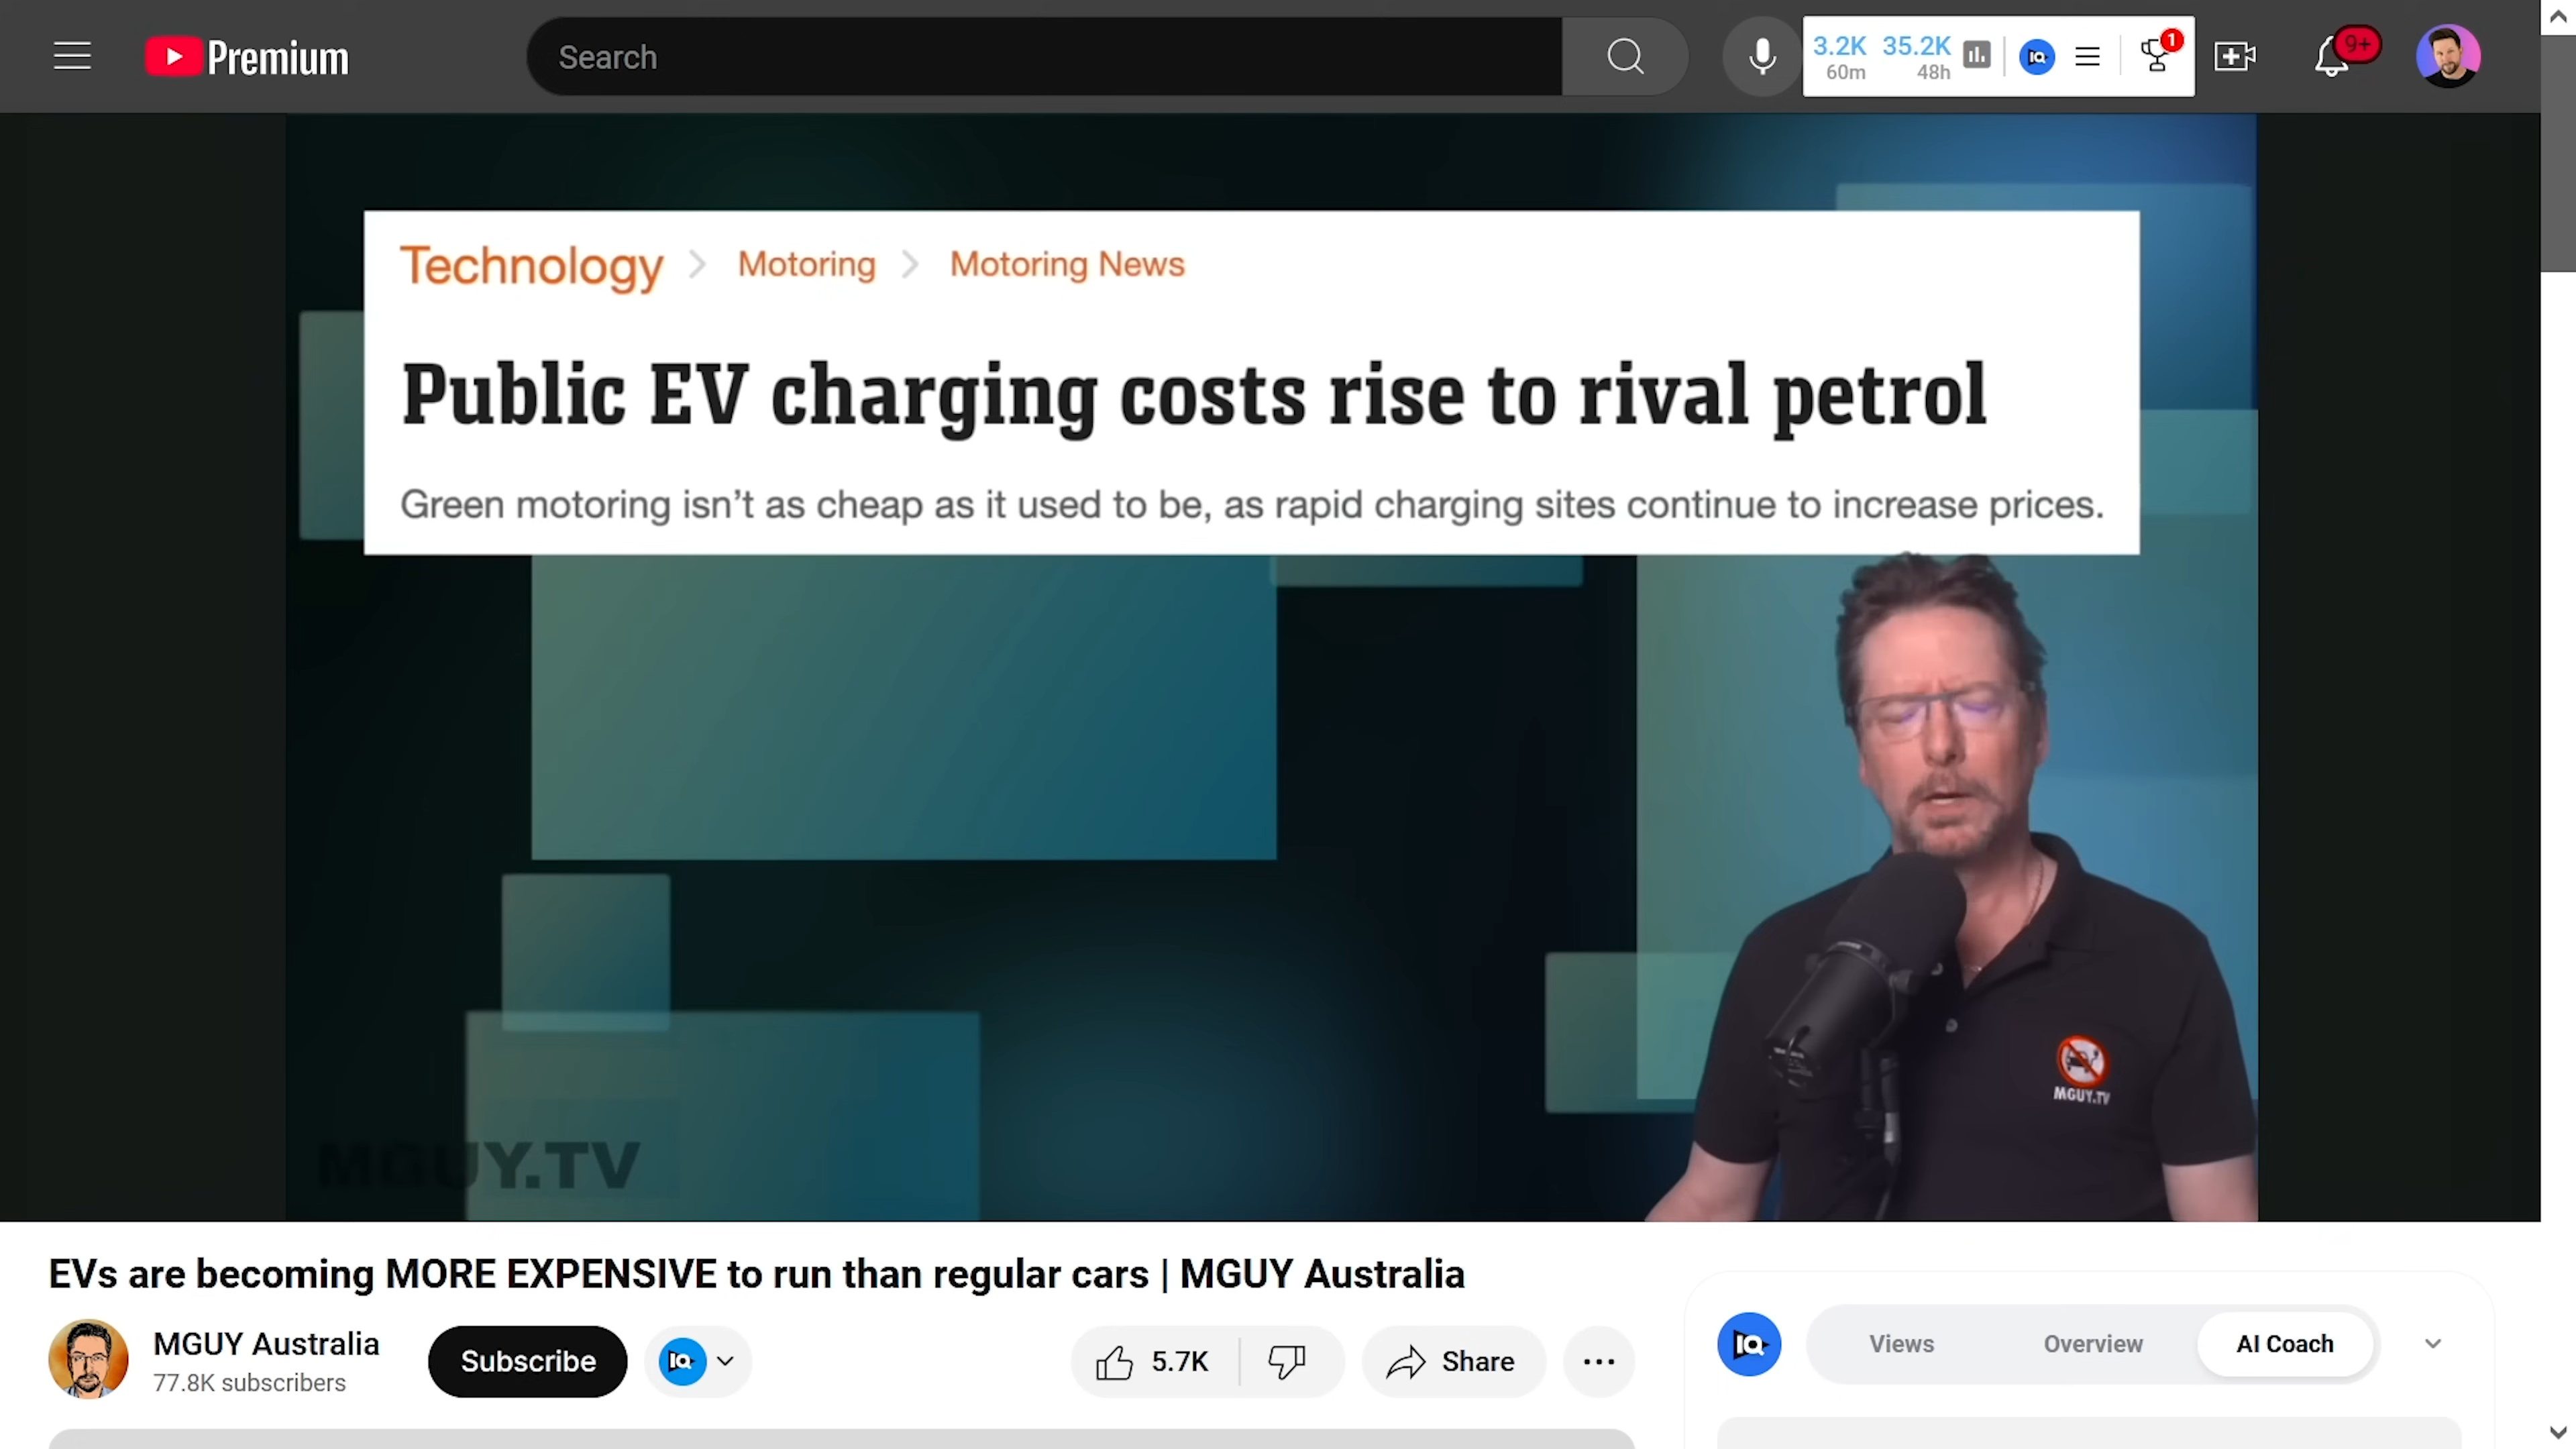 Premium
Search
3.2K 35.2K
60m 48h
IQ
1
9+
Technology > Motoring > Motoring News
Public EV charging costs rise to rival petrol
Green motoring isn't as cheap as it used to be, as rapid charging sites continue to increase prices.
MGUY.TV
MGUY.TV
EVs are becoming MORE EXPENSIVE to run than regular cars | MGUY Australia
MGUY Australia
77.8K subscribers
Subscribe
IQ
5.7K
Share
IQ
Views
Overview
AI Coach